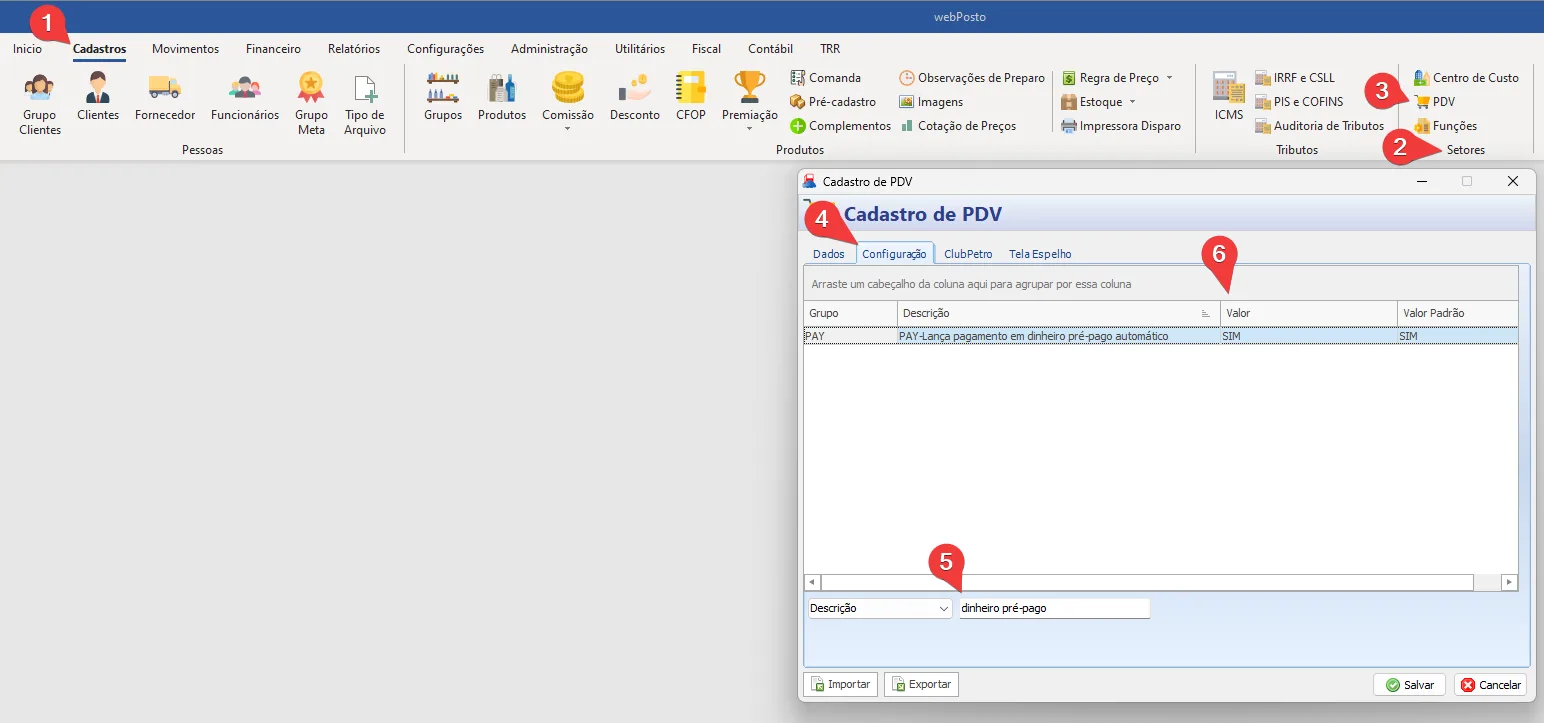 webPosto
1
Inicio Cadastros Movimentos Financeiro Relatórios Configurações Administração Utilitários Fiscal Contábil TRR
Grupo Clientes
Clientes
Fornecedor
Funcionários
Grupo Meta
Tipo de Arquivo
Pessoas
Grupos
Produtos
Comissão
Desconto
CFOP
Premiação
Comanda
Pré-cadastro
Complementos
Observações de Preparo
Imagens
Cotação de Preços
Regra de Preço
Estoque
Impressora Disparo
Produtos
ICMS
IRRF e CSLL
PIS e COFINS
Auditoria de Tributos
Tributos
Centro de Custo
3
PDV
Funções
2
Setores
Cadastro de PDV
4
Cadastro de PDV
Dados Configuração ClubPetro Tela Espelho
6
Arraste um cabeçalho da coluna aqui para agrupar por essa coluna
Grupo Descrição Valor Valor Padrão
PAY PAY-Lança pagamento em dinheiro pré-pago automático SIM SIM
5
Descrição dinheiro pré-pago
Importar Exportar Salvar Cancelar